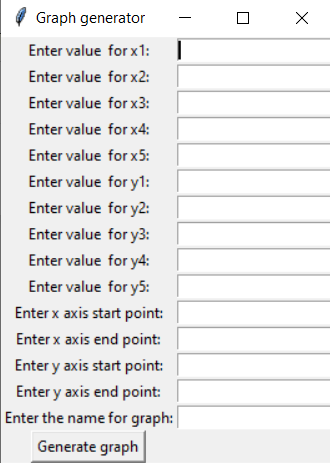 Graph generator
Enter value for x1:
Enter value for x2:
Enter value for x3:
Enter value for x4:
Enter value for x5:
Enter value for y1:
Enter value for y2:
Enter value for y3:
Enter value for y4:
Enter value for y5:
Enter x axis start point:
Enter x axis end point:
Enter y axis start point:
Enter y axis end point:
Enter the name for graph:
Generate graph